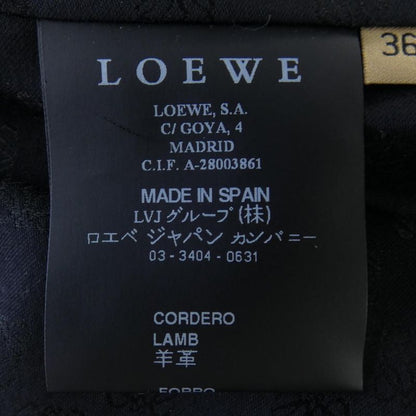 LOEWE
36
LOEWE, S.A.
C/ GOYA, 4
MADRID
C.I.F. A-28003861
MADE IN SPAIN
LVJ グループ (株)
ロエベ ジャパン カンパニー
03-3404-0631
CORDERO
LAMB
羊革
FORRO